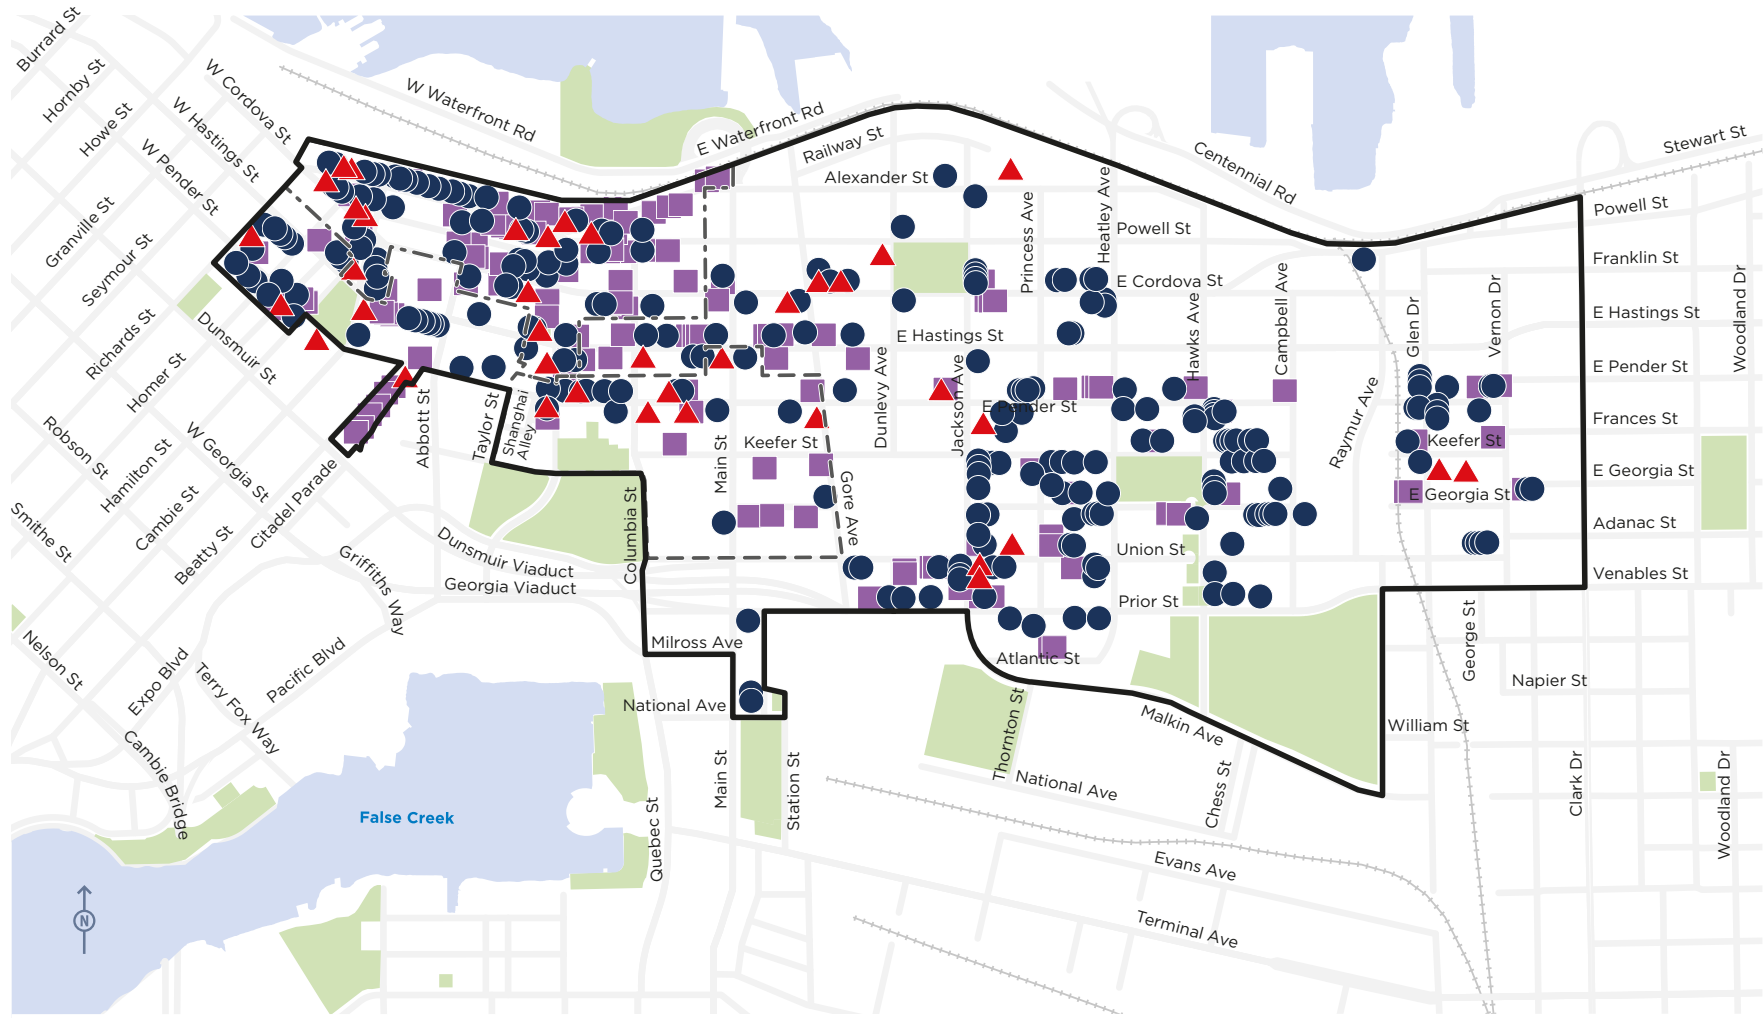 Burrard St
Hornby St
Howe St
W Cordova St
W Hastings St
W Pender St
Granville St
Seymour St
Richards St
Dunsmuir St
Homer St
Robson St
Hamilton St
W Georgia St
Smithe St
Cambie St
Beatty St
Citadel Parade
Abbott St
Taylor St
Shanghai
Alley
W Waterfront Rd
E Waterfront Rd
Railway St
Alexander St
Centennial Rd
Stewart St
Princess Ave
Heatley Ave
Powell St
Powell St
Franklin St
E Cordova St
E Hastings St
E Hastings St
Hawks Ave
Campbell Ave
Glen Dr
Vernon Dr
Woodland Dr
E Pender St
E Pender St
Dunlevy Ave
Jackson Ave
Raymur Ave
Frances St
Keefer St
Keefer St
E Georgia St
E Georgia St
Main St
Gore Ave
Columbia St
Adanac St
Union St
Venables St
Prior St
Dunsmuir Viaduct
Georgia Viaduct
Griffiths Way
Milross Ave
Atlantic St
George St
Napier St
William St
National Ave
Nelson St
Expo Blvd
Terry Fox Way
Pacific Blvd
Cambie Bridge
Malkin Ave
Thornton St
National Ave
Chess St
Main St
Station St
Quebec St
Clark Dr
Woodland Dr
False Creek
Evans Ave
Terminal Ave
N